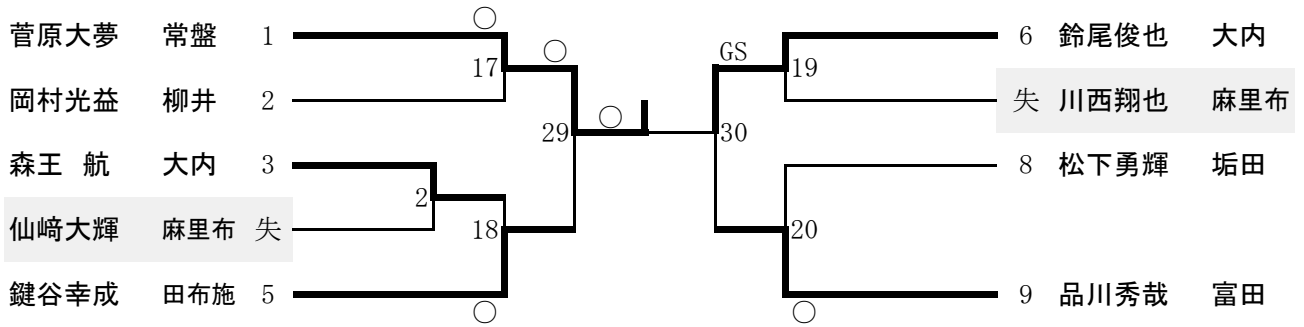 ○
菅原大夢 常盤 1
○ GS
6 鈴尾俊也 大内
17
19
岡村光益 柳井 2
失 川西翔也 麻里布
○
29
30
森王 航 大内 3
8 松下勇輝 垢田
2
仙﨑大輝 麻里布 失
18
20
鍵谷幸成 田布施 5
9 品川秀哉 富田
○ ○